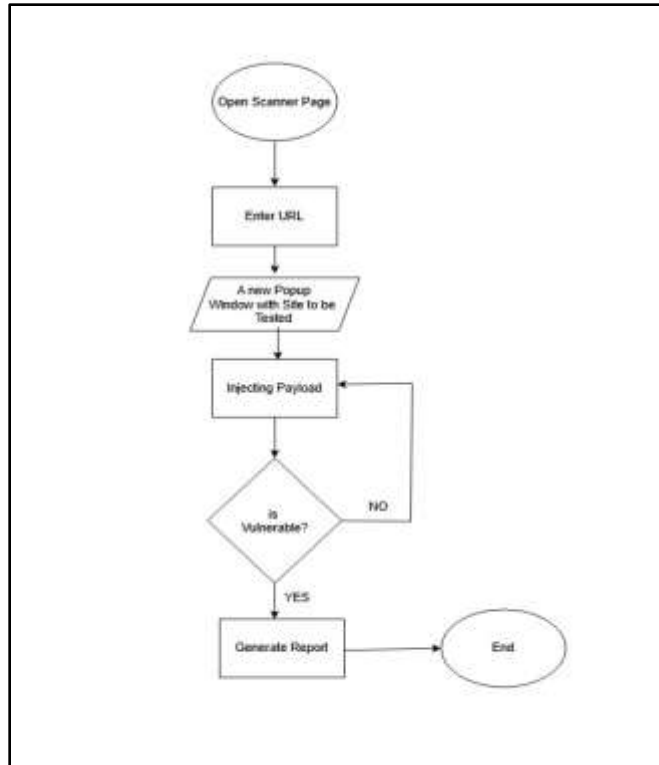 Open Scanner Page
Enter URL
A new Popup
Window with Site to be
Tested
Injecting Payload
is
Vulnerable?
NO
YES
Generate Report
End